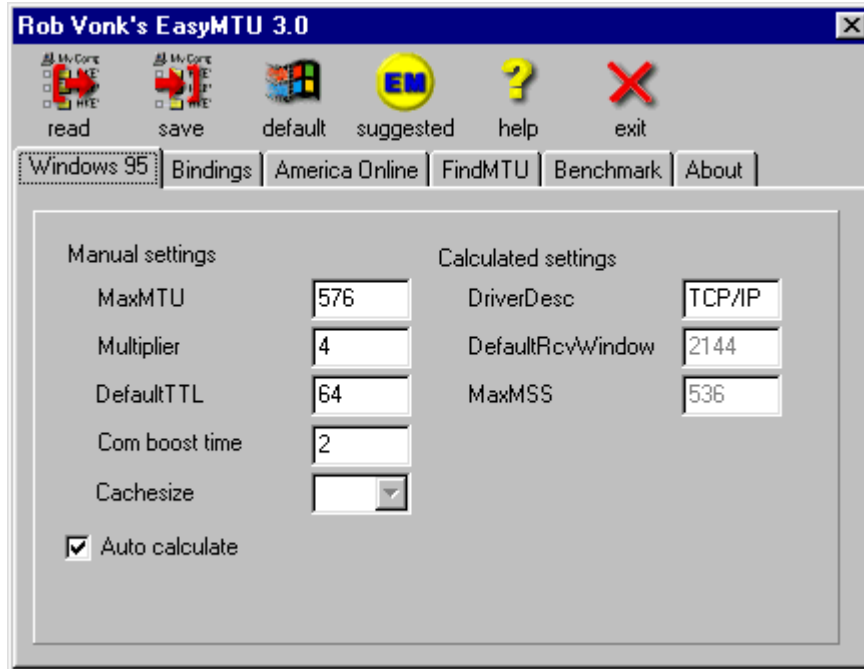 Rob Vonk's EasyMTU 3.0
read save default suggested help exit
Windows 95 Bindings America Online FindMTU Benchmark About
Manual settings Calculated settings
MaxMTU 576 DriverDesc TCP/IP
Multiplier 4 DefaultRcvWindow 2144
DefaultTTL 64 MaxMSS 536
Com boost time 2
Cachesize
Auto calculate